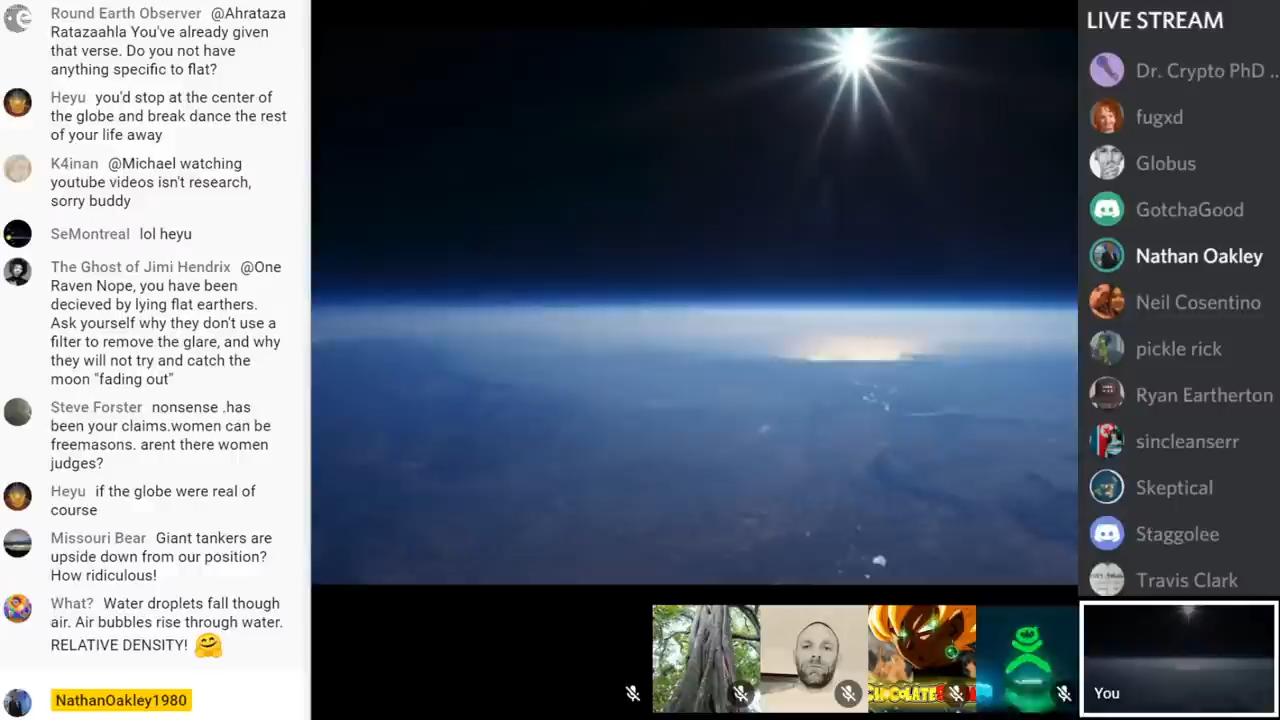 Round Earth Observer @Ahrataza
Ratazaahla You've already given
that verse. Do you not have
anything specific to flat?
Heyu you'd stop at the center of
the globe and break dance the rest
of your life away
K4inan @Michael watching
youtube videos isn't research,
sorry buddy
SeMontreal lol heyu
The Ghost of Jimi Hendrix @One
Raven Nope, you have been
decieved by lying flat earthers.
Ask yourself why they don't use a
filter to remove the glare, and why
they will not try and catch the
moon "fading out"
Steve Forster nonsense .has
been your claims.women can be
freemasons. arent there women
judges?
Heyu if the globe were real of
course
Missouri Bear Giant tankers are
upside down from our position?
How ridiculous!
What? Water droplets fall though
air. Air bubbles rise through water.
RELATIVE DENSITY! 🤗
NathanOakley1980
LIVE STREAM
Dr. Crypto PhD ..
fugxd
Globus
GotchaGood
Nathan Oakley
Neil Cosentino
pickle rick
Ryan Eartherton
sincleanserr
Skeptical
Staggolee
Travis Clark
You